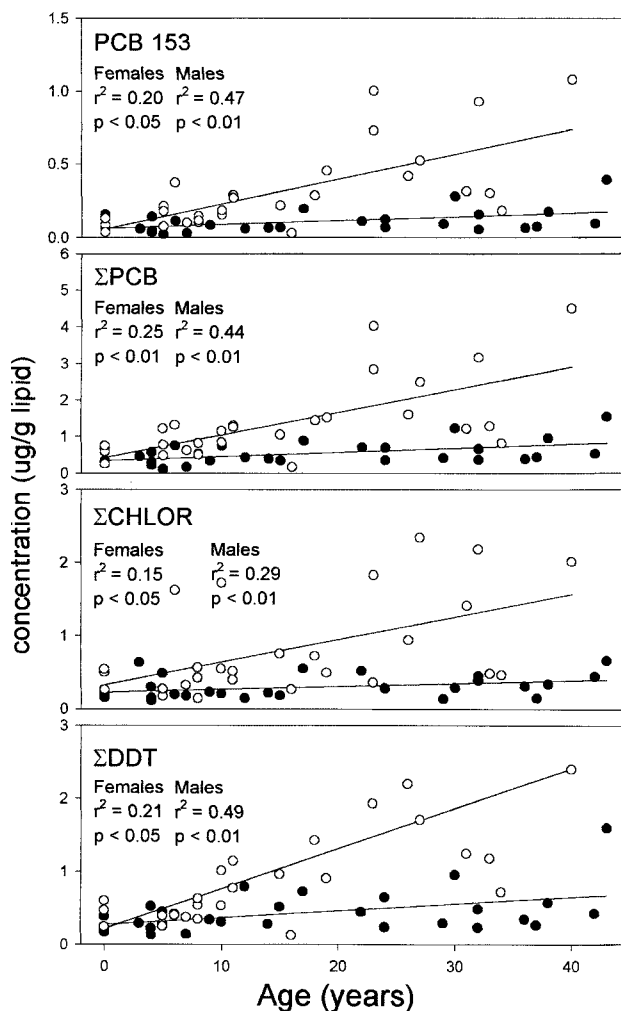 1.5
PCB 153
Females Males
r² = 0.20 r² = 0.47
p < 0.05 p < 0.01
1.0
0.5
0.0
6
ΣPCB
Females Males
r² = 0.25 r² = 0.44
p < 0.01 p < 0.01
5
4
3
2
1
0
3
ΣCHLOR
Females Males
r² = 0.15 r² = 0.29
p < 0.05 p < 0.01
2
1
0
3
ΣDDT
Females Males
r² = 0.21 r² = 0.49
p < 0.05 p < 0.01
2
1
0
0 10 20 30 40
Age (years)
concentration (ug/g lipid)